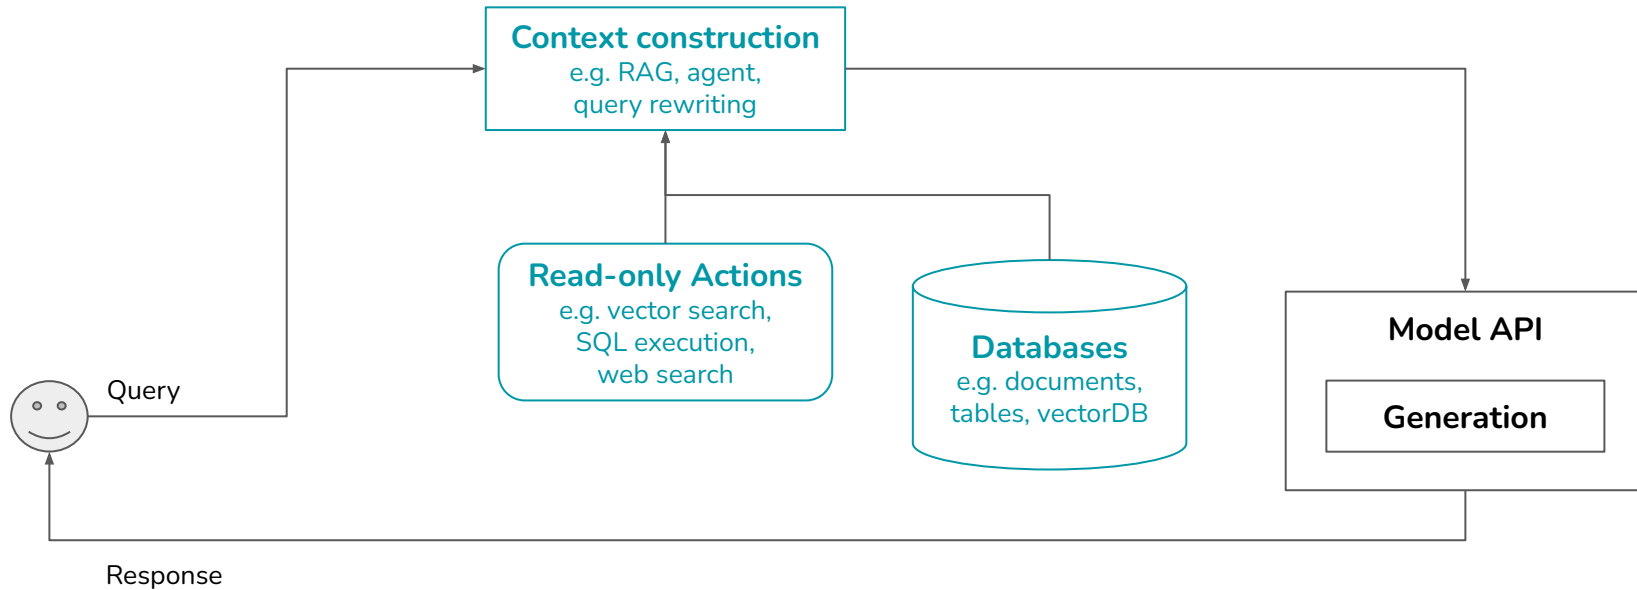 Context construction
e.g. RAG, agent,
query rewriting
Read-only Actions
e.g. vector search,
SQL execution,
web search
Databases
e.g. documents,
tables, vectorDB
Model API
Generation
Query
Response